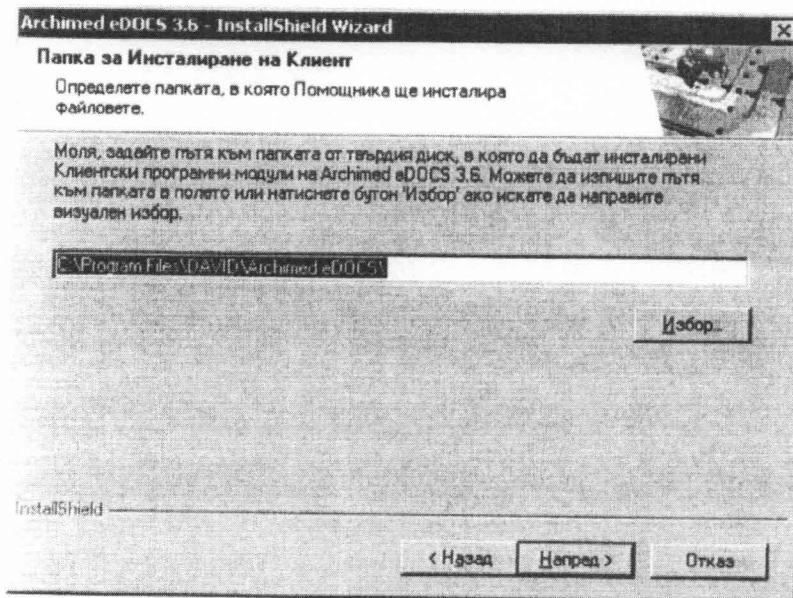 Archimed eDOCS 3.6 - InstallShield Wizard
Папка за Инсталиране на Клиент
Определете папката, в която Помощника ще инсталира
файловете.
Моля, задайте пътя към папката от твърдия диск, в която да бъдат инсталирани
Клиентски програмни модули на Archimed eDOCS 3.6. Можете да изпишите пътя
към папката в полето или натиснете бутон 'Избор' ако искате да направите
визуален избор.
C:\Program Files\DAVID\Archimed eDOCS\
Избор...
InstallShield
< Назад
Напред >
Отказ